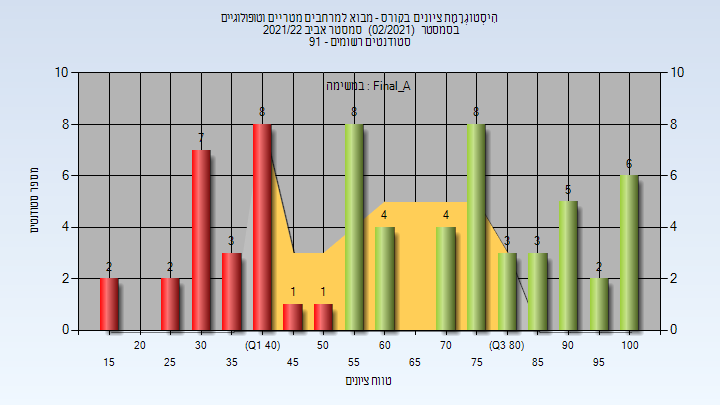 היסטוגרמת ציונים בקורס - מבוא למרחבים מטריים וטופולוגיים
בסמסטר (02/2021) סמסטר אביב 2021/22
סטודנטים רשומים - 91
במשימה : Final_A
10 10
8 8
6 6
4 4
2 2
0 0
מספר סטודנטים
2 2 7 3 8 1 1 8 4 4 8 3 3 5 2 6
20 30 (Q1 40) 50 60 70 (Q3 80) 90 100
15 25 35 45 55 65 75 85 95
טווח ציונים